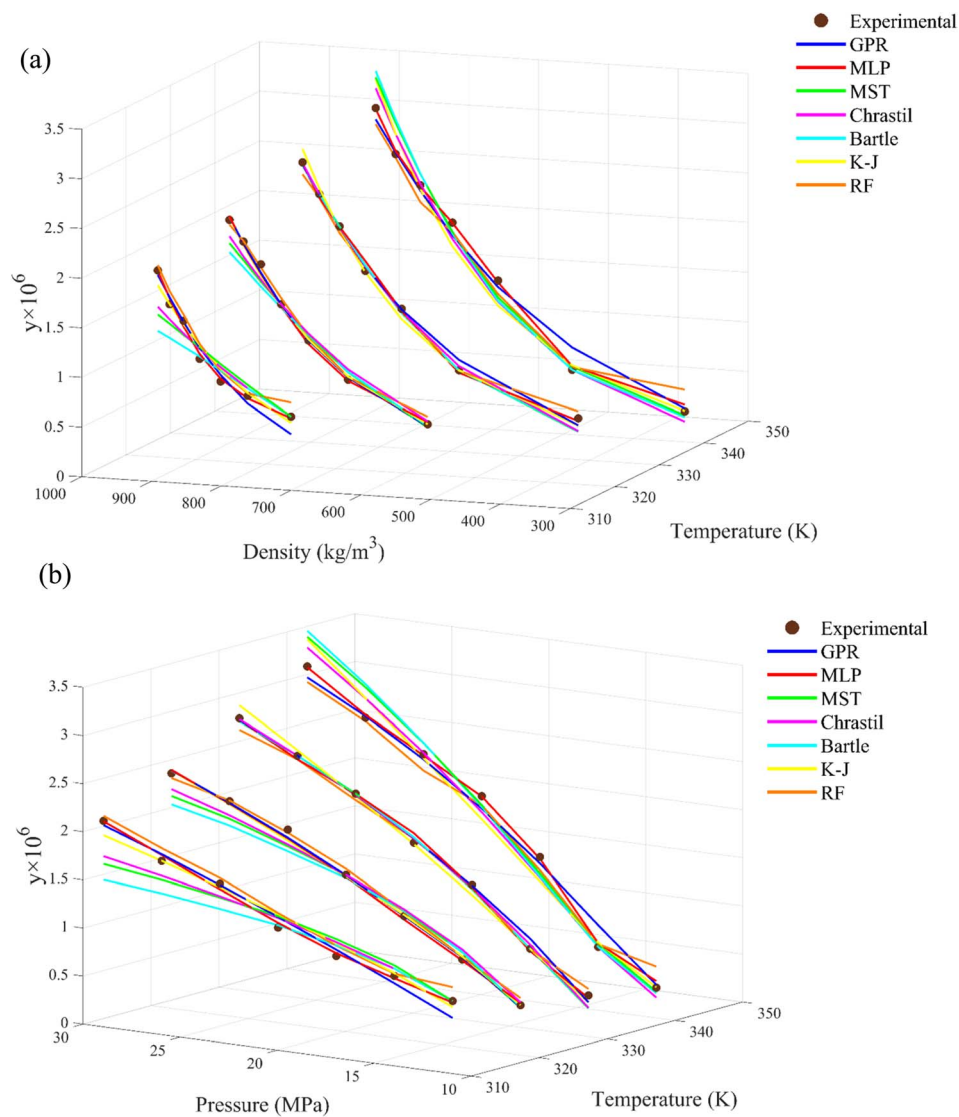 (a)
Experimental
GPR
MLP
MST
Chrastil
Bartle
K-J
RF
3.5
3
2.5
2
1.5
1
0.5
0
y×10⁶
1000
900
800
700
600
500
400
300
Density (kg/m³)
310
320
330
340
350
Temperature (K)
(b)
Experimental
GPR
MLP
MST
Chrastil
Bartle
K-J
RF
3.5
3
2.5
2
1.5
1
0.5
0
y×10⁶
30
25
20
15
10
Pressure (MPa)
310
320
330
340
350
Temperature (K)